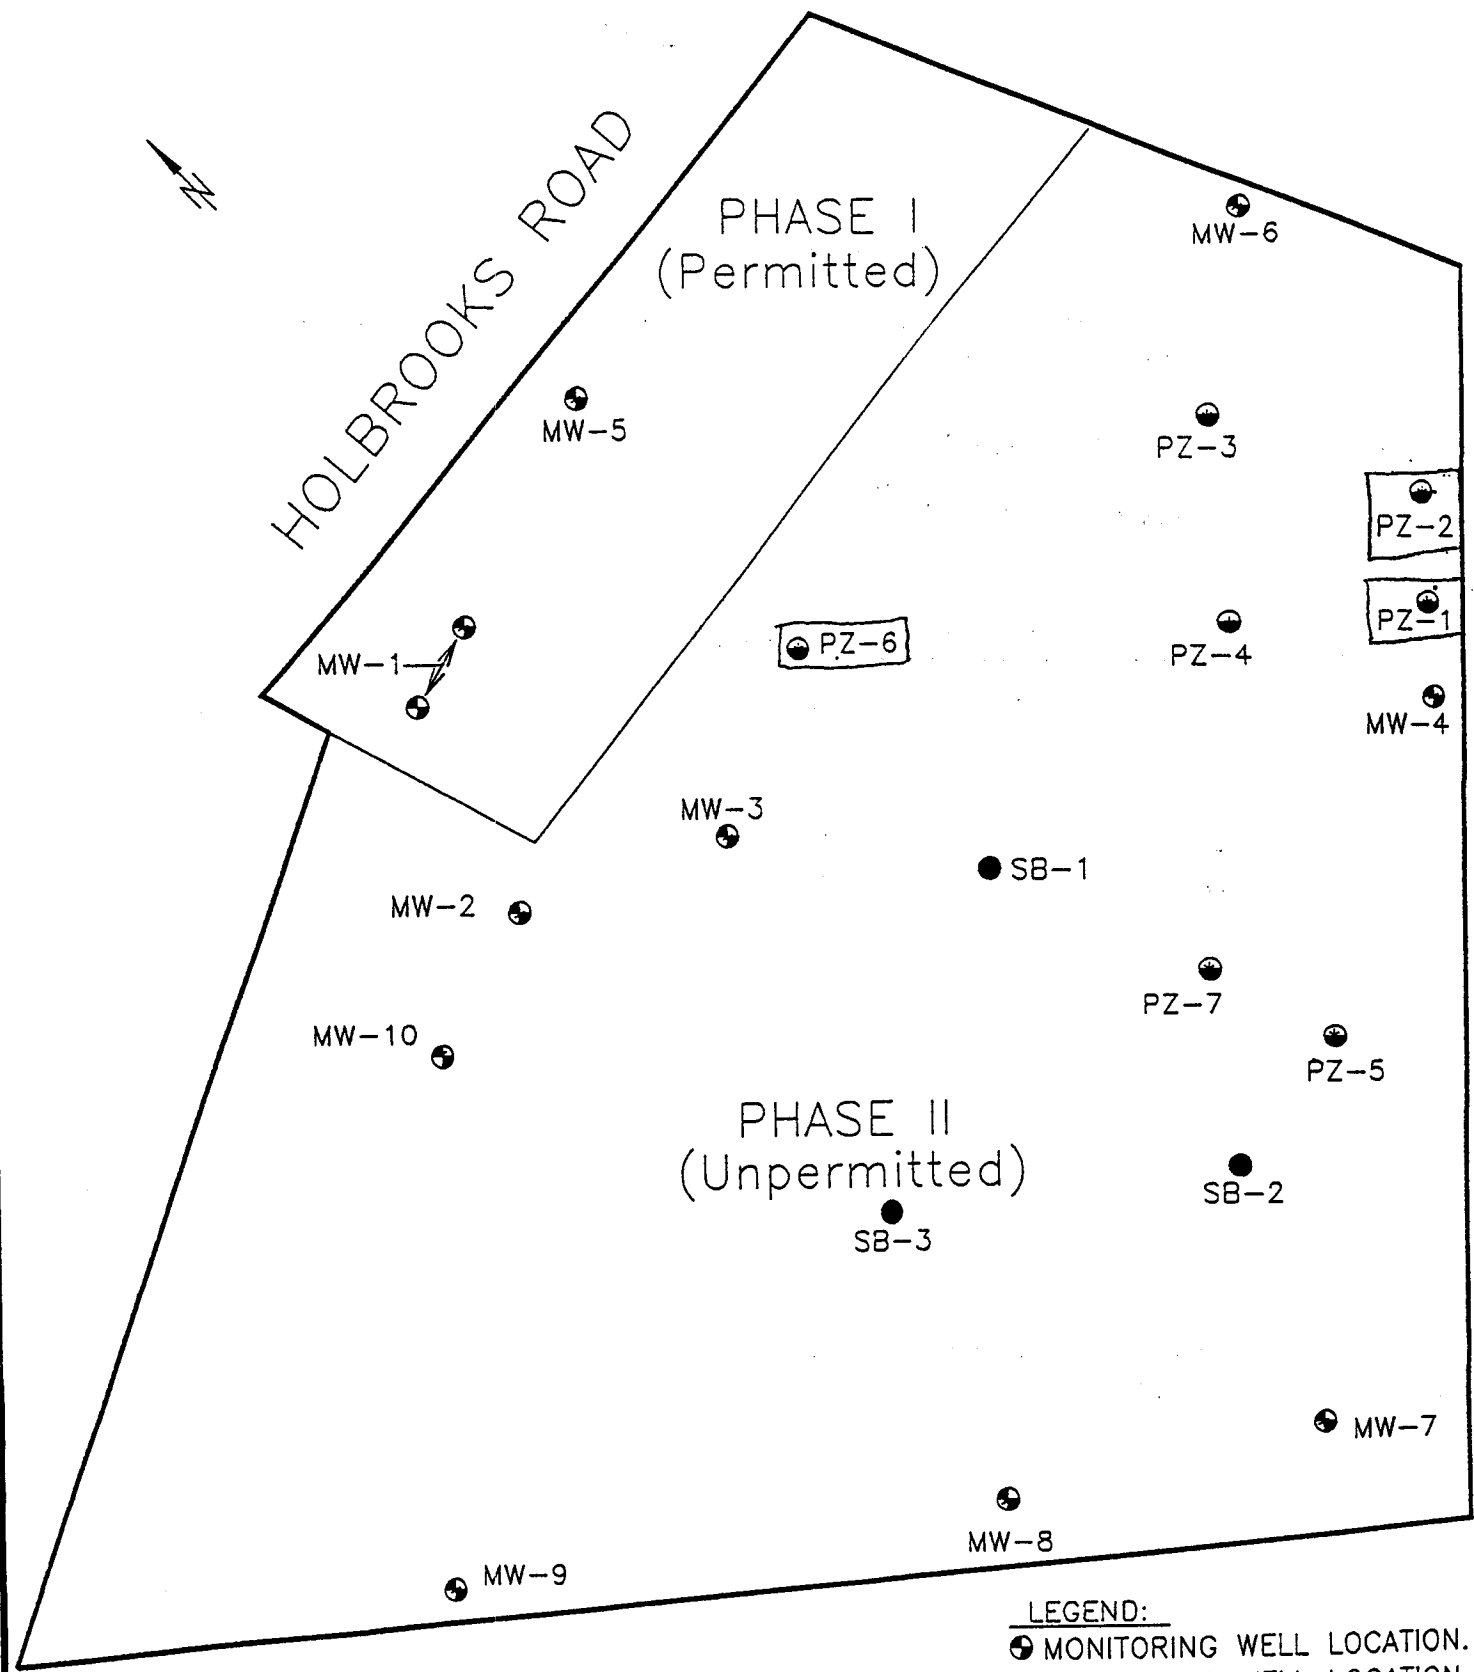 HOLBROOKS ROAD
N
PHASE I
(Permitted)
MW-6
MW-5
PZ-3
PZ-2
PZ-1
PZ-6
PZ-4
MW-1
MW-4
MW-3
SB-1
MW-2
PZ-7
MW-10
PZ-5
PHASE II
(Unpermitted)
SB-2
SB-3
MW-7
MW-8
MW-9
LEGEND:
MONITORING WELL LOCATION.